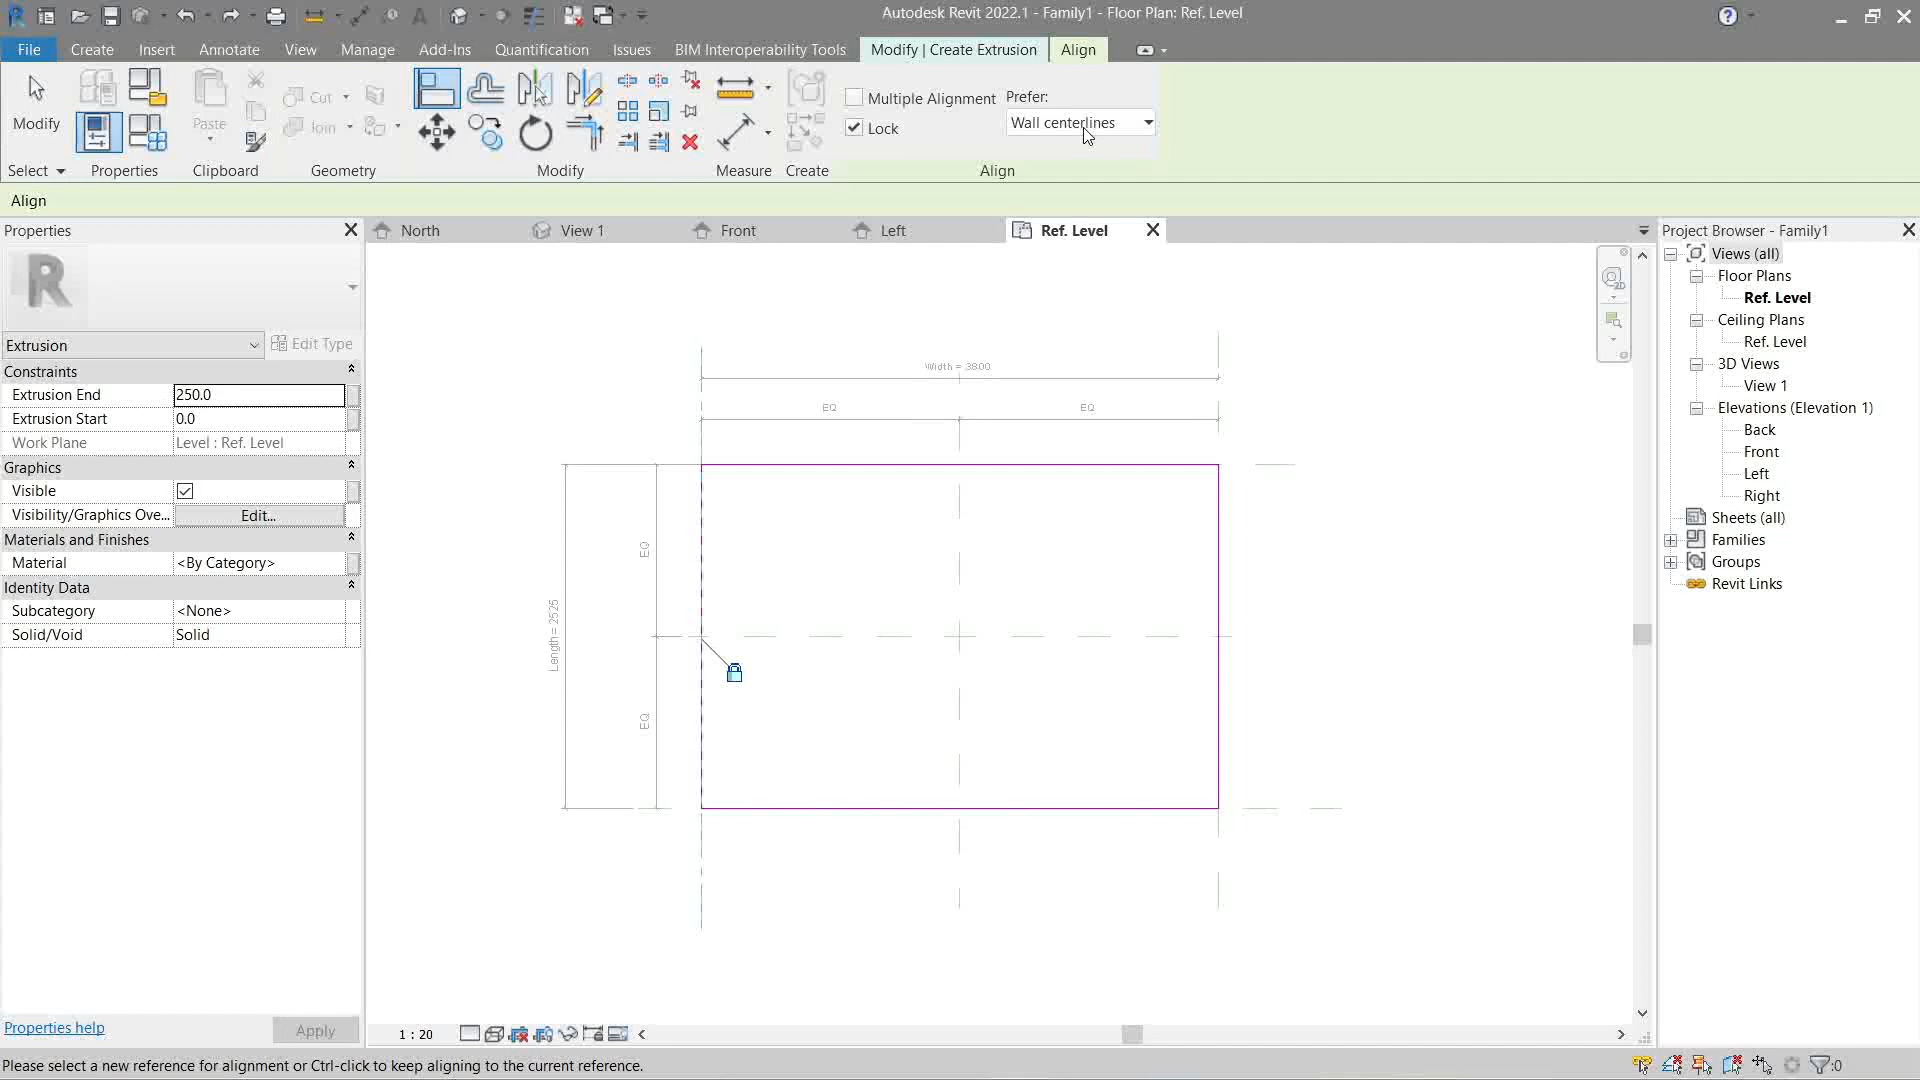 Autodesk Revit 2022.1 - Family1 - Floor Plan: Ref. Level
File Create Insert Annotate View Manage Add-Ins Quantification Issues BIM Interoperability Tools Modify | Create Extrusion Align
Modify
Paste
Cut
Join
Multiple Alignment
Prefer:
Lock
Wall centerlines
Select Properties Clipboard Geometry Modify Measure Create Align
Align
Properties
North View 1 Front Left Ref. Level
Project Browser - Family1
Extrusion
Edit Type
Constraints
Extrusion End 250.0
Extrusion Start 0.0
Work Plane Level : Ref. Level
Graphics
Visible
Visibility/Graphics Ove... Edit...
Materials and Finishes
Material <By Category>
Identity Data
Subcategory <None>
Solid/Void Solid
Properties help
Apply
Width = 3800
EQ EQ
EQ
Length = 2525
EQ
2D
Views (all)
Floor Plans
Ref. Level
Ceiling Plans
Ref. Level
3D Views
View 1
Elevations (Elevation 1)
Back
Front
Left
Right
Sheets (all)
Families
Groups
Revit Links
1 : 20
Please select a new reference for alignment or Ctrl-click to keep aligning to the current reference.
:0